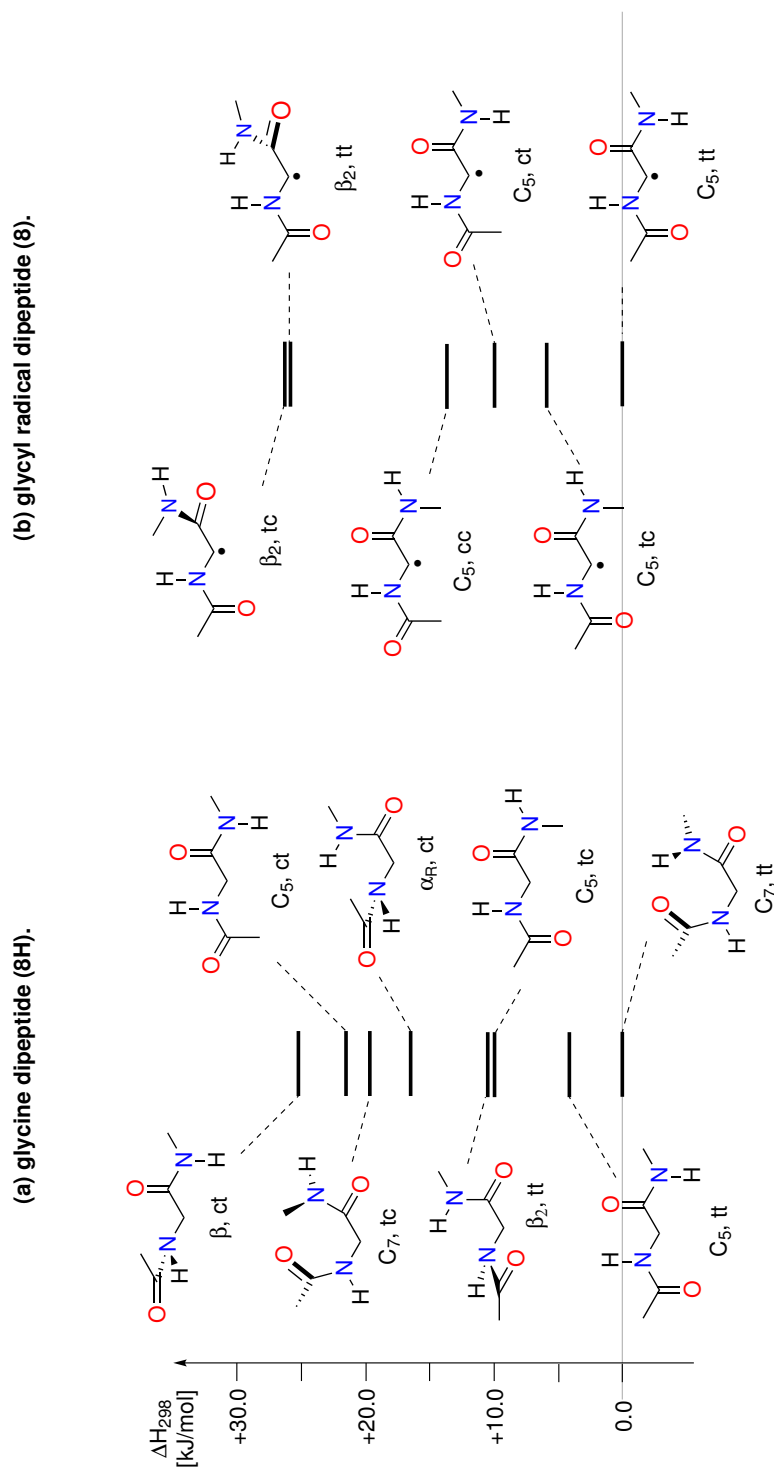 (a) glycine dipeptide (8H).
(b) glycyl radical dipeptide (8).
ΔH298
[kJ/mol]
+30.0
+20.0
+10.0
0.0
O O N N H H
β, ct
H N O O C N H
C5, ct
O H N N O H
C7, tc
N H N O H O
αR, ct
N H N O H O
β2, tt
H N O O N H
C5, tc
O H N N O H
C5, tt
O N H N O H
C7, tt
H N O N H O
β2, tc
H N H N O O
β2, tt
H N O O N H
C5, cc
H N O O N H
C5, ct
H N O O N H
C5, tc
H N O O N H
C5, tt